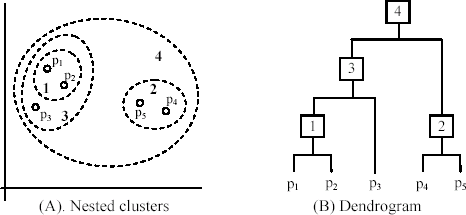 4
p1
p2
1
2
p5
p4
p3
3
(A). Nested clusters
4
3
1
2
p1 p2 p3 p4 p5
(B) Dendrogram